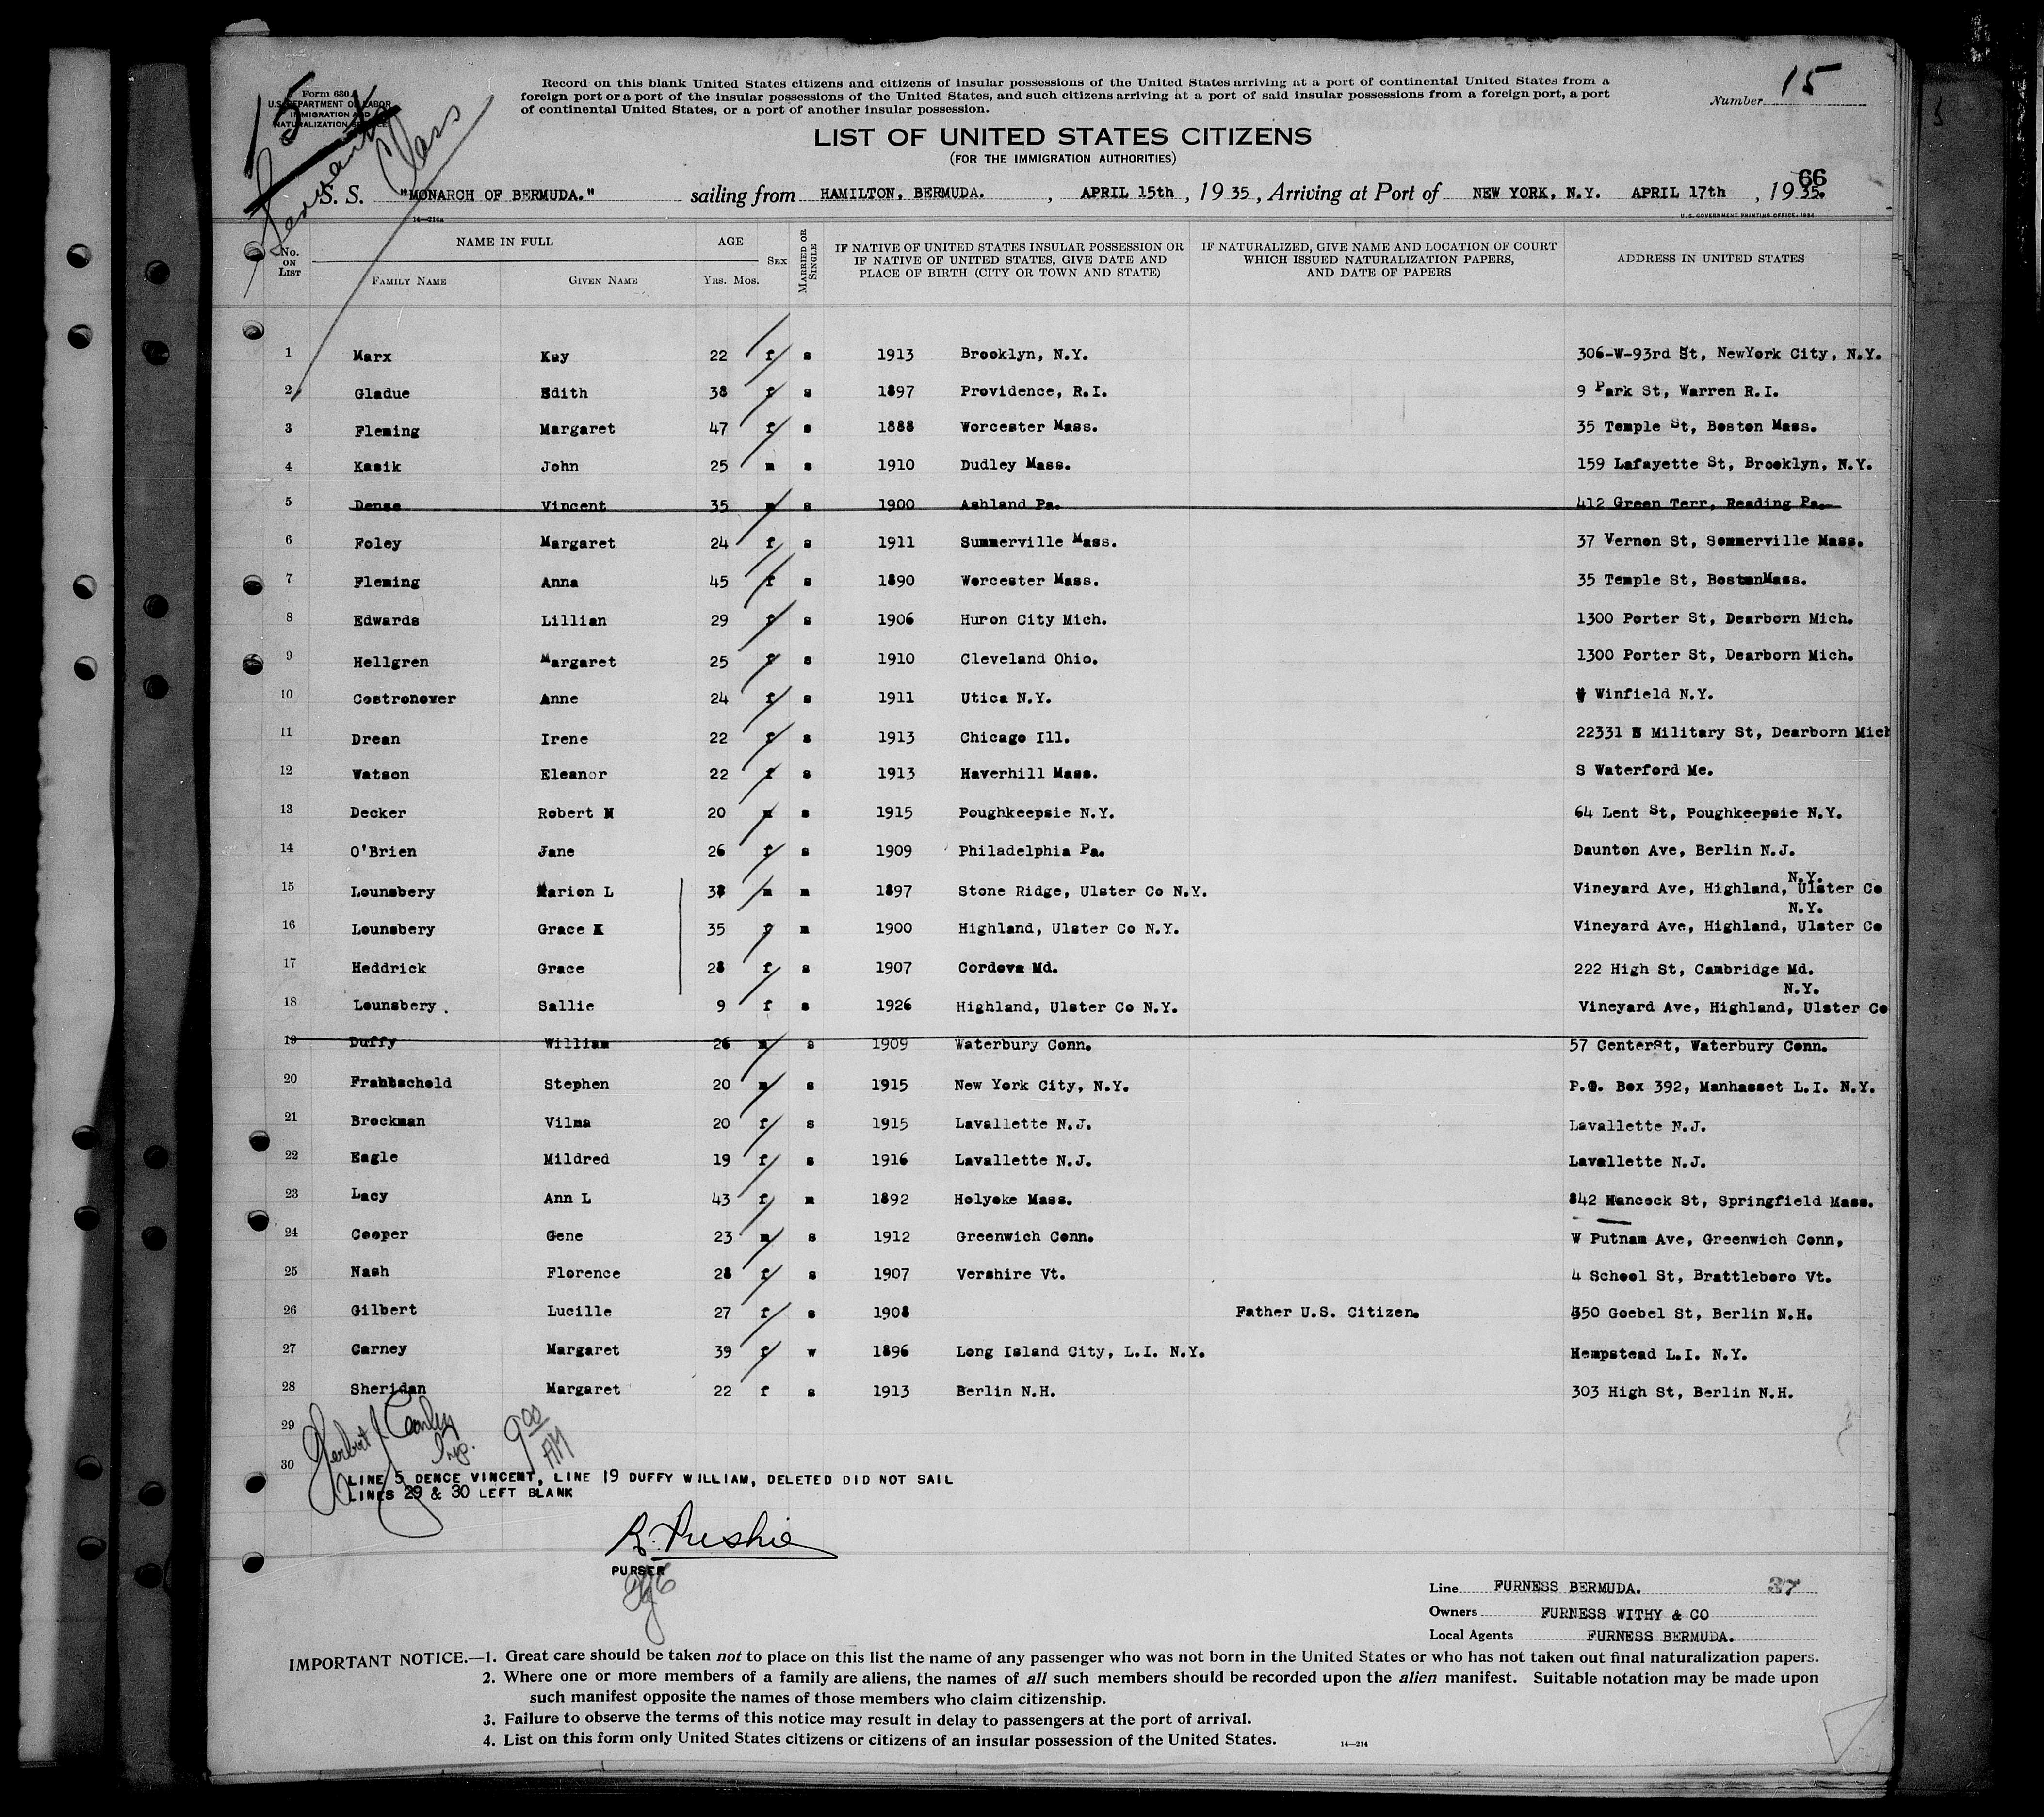 15
Form 630
U.S. DEPARTMENT OF LABOR
IMMIGRATION AND
NATURALIZATION SERVICE
Class
Record on this blank United States citizens and citizens of insular possessions of the United States arriving at a port of continental United States from a
foreign port or a port of the insular possessions of the United States, and such citizens arriving at a port of said insular possessions from a foreign port, a port
of continental United States, or a port of another insular possession.
Number 15
LIST OF UNITED STATES CITIZENS
(FOR THE IMMIGRATION AUTHORITIES)
66
S. S. "MONARCH OF BERMUDA." sailing from HAMILTON, BERMUDA. , APRIL 15th , 19 35 , Arriving at Port of NEW YORK, N.Y. APRIL 17th , 19 35.
14—214a
U. S. GOVERNMENT PRINTING OFFICE: 1934
No. ON LIST NAME IN FULL FAMILY NAME GIVEN NAME AGE YRS. MOS. SEX MARRIED OR SINGLE
IF NATIVE OF UNITED STATES INSULAR POSSESSION OR
IF NATIVE OF UNITED STATES, GIVE DATE AND
PLACE OF BIRTH (CITY OR TOWN AND STATE)
IF NATURALIZED, GIVE NAME AND LOCATION OF COURT
WHICH ISSUED NATURALIZATION PAPERS,
AND DATE OF PAPERS
ADDRESS IN UNITED STATES
1 Marx Kay 22 f s 1913 Brooklyn, N.Y. 306-W-93rd St, NewYork City, N.Y.
2 Gladue Edith 38 f s 1897 Providence, R.I. 9 Park St, Warren R.I.
3 Fleming Margaret 47 f s 1888 Worcester Mass. 35 Temple St, Boston Mass.
4 Kasik John 25 m s 1910 Dudley Mass. 159 Lafayette St, Brooklyn, N.Y.
5 Dense Vincent 35 m s 1900 Ashland Pa. 412 Green Terr, Reading Pa.
6 Foley Margaret 24 f s 1911 Summerville Mass. 37 Vernon St, Sommerville Mass.
7 Fleming Anna 45 f s 1890 Worcester Mass. 35 Temple St, BostonMass.
8 Edwards Lillian 29 f s 1906 Huron City Mich. 1300 Porter St, Dearborn Mich.
9 Hellgren Margaret 25 f s 1910 Cleveland Ohio. 1300 Porter St, Dearborn Mich.
10 Costronover Anne 24 f s 1911 Utica N.Y. W Winfield N.Y.
11 Drean Irene 22 f s 1913 Chicago Ill. 22331 E Military St, Dearborn Mich
12 Watson Eleanor 22 f s 1913 Haverhill Mass. S Waterford Me.
13 Decker Robert M 20 m s 1915 Poughkeepsie N.Y. 64 Lent St, Poughkeepsie N.Y.
14 O'Brien Jane 26 f s 1909 Philadelphia Pa. Daunton Ave, Berlin N.J.
N.Y.
15 Lounsbery Marion L 38 m m 1897 Stone Ridge, Ulster Co N.Y. Vineyard Ave, Highland, Ulster Co
N.Y.
16 Lounsbery Grace K 35 f m 1900 Highland, Ulster Co N.Y. Vineyard Ave, Highland, Ulster Co
17 Heddrick Grace 28 f s 1907 Cordova Md. 222 High St, Cambridge Md.
N.Y.
18 Lounsbery. Sallie 9 f s 1926 Highland, Ulster Co N.Y. Vineyard Ave, Highland, Ulster Co
19 Duffy William 26 m s 1909 Waterbury Conn. 57 CenterSt, Waterbury Conn.
20 Frahbschold Stephen 20 m s 1915 New York City, N.Y. P.O. Box 392, Manhasset L.I. N.Y.
21 Brockman Vilma 20 f s 1915 Lavallette N.J. Lavallette N.J.
22 Eagle Mildred 19 f s 1916 Lavallette N.J. Lavallette N.J.
23 Lacy Ann L 43 f m 1892 Holyoke Mass. 842 Hancock St, Springfield Mass.
24 Cooper Gene 23 m s 1912 Greenwich Conn. W Putnam Ave, Greenwich Conn,
25 Nash Florence 28 f s 1907 Vershire Vt. 4 School St, Brattleboro Vt.
26 Gilbert Lucille 27 f s 1908 Father U.S. Citizen. 350 Goebel St, Berlin N.H.
27 Carney Margaret 39 f w 1896 Long Island City, L.I. N.Y. Hempstead L.I. N.Y.
28 Sheridan Margaret 22 f s 1913 Berlin N.H. 303 High St, Berlin N.H.
29
Insp. 9 00 AM
30
LINE 5 DENCE VINCENT, LINE 19 DUFFY WILLIAM, DELETED DID NOT SAIL
LINES 29 & 30 LEFT BLANK
PURSER
Line FURNESS BERMUDA. 37
Owners FURNESS WITHY & CO
Local Agents FURNESS BERMUDA.
IMPORTANT NOTICE.—1. Great care should be taken not to place on this list the name of any passenger who was not born in the United States or who has not taken out final naturalization papers.
2. Where one or more members of a family are aliens, the names of all such members should be recorded upon the alien manifest. Suitable notation may be made upon
such manifest opposite the names of those members who claim citizenship.
3. Failure to observe the terms of this notice may result in delay to passengers at the port of arrival.
4. List on this form only United States citizens or citizens of an insular possession of the United States.
14—214